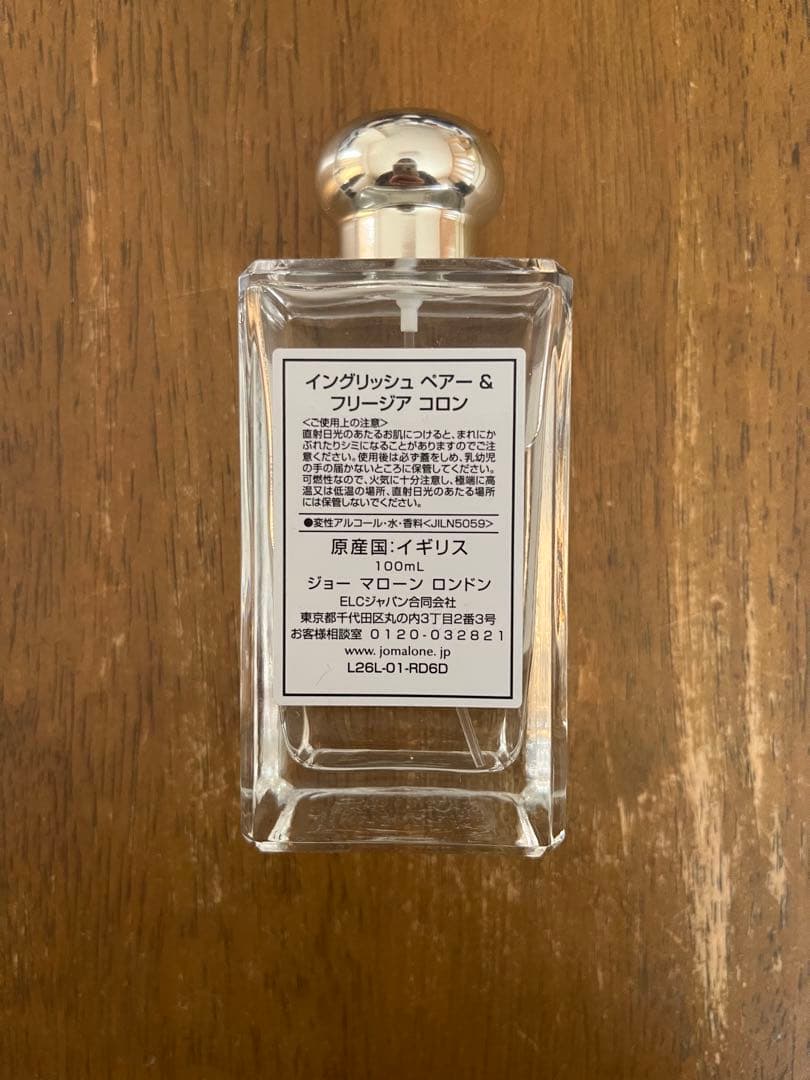 イングリッシュ ペアー &
フリージア コロン
<ご使用上の注意>
直射日光のあたるお肌につけると、まれにか
ぶれたりシミになることがありますのでご注
意ください。使用後は必ず蓋をしめ、乳幼児
の手の届かないところに保管してください。
可燃性なので、火気に十分注意し、極端に高
温又は低温の場所、直射日光のあたる場所
には保管しないでください。
●変性アルコール・水・香料<JILN5059>
原産国:イギリス
100mL
ジョー マローン ロンドン
ELCジャパン合同会社
東京都千代田区丸の内3丁目2番3号
お客様相談室 0120-032821
www. jomalone. jp
L26L-01-RD6D